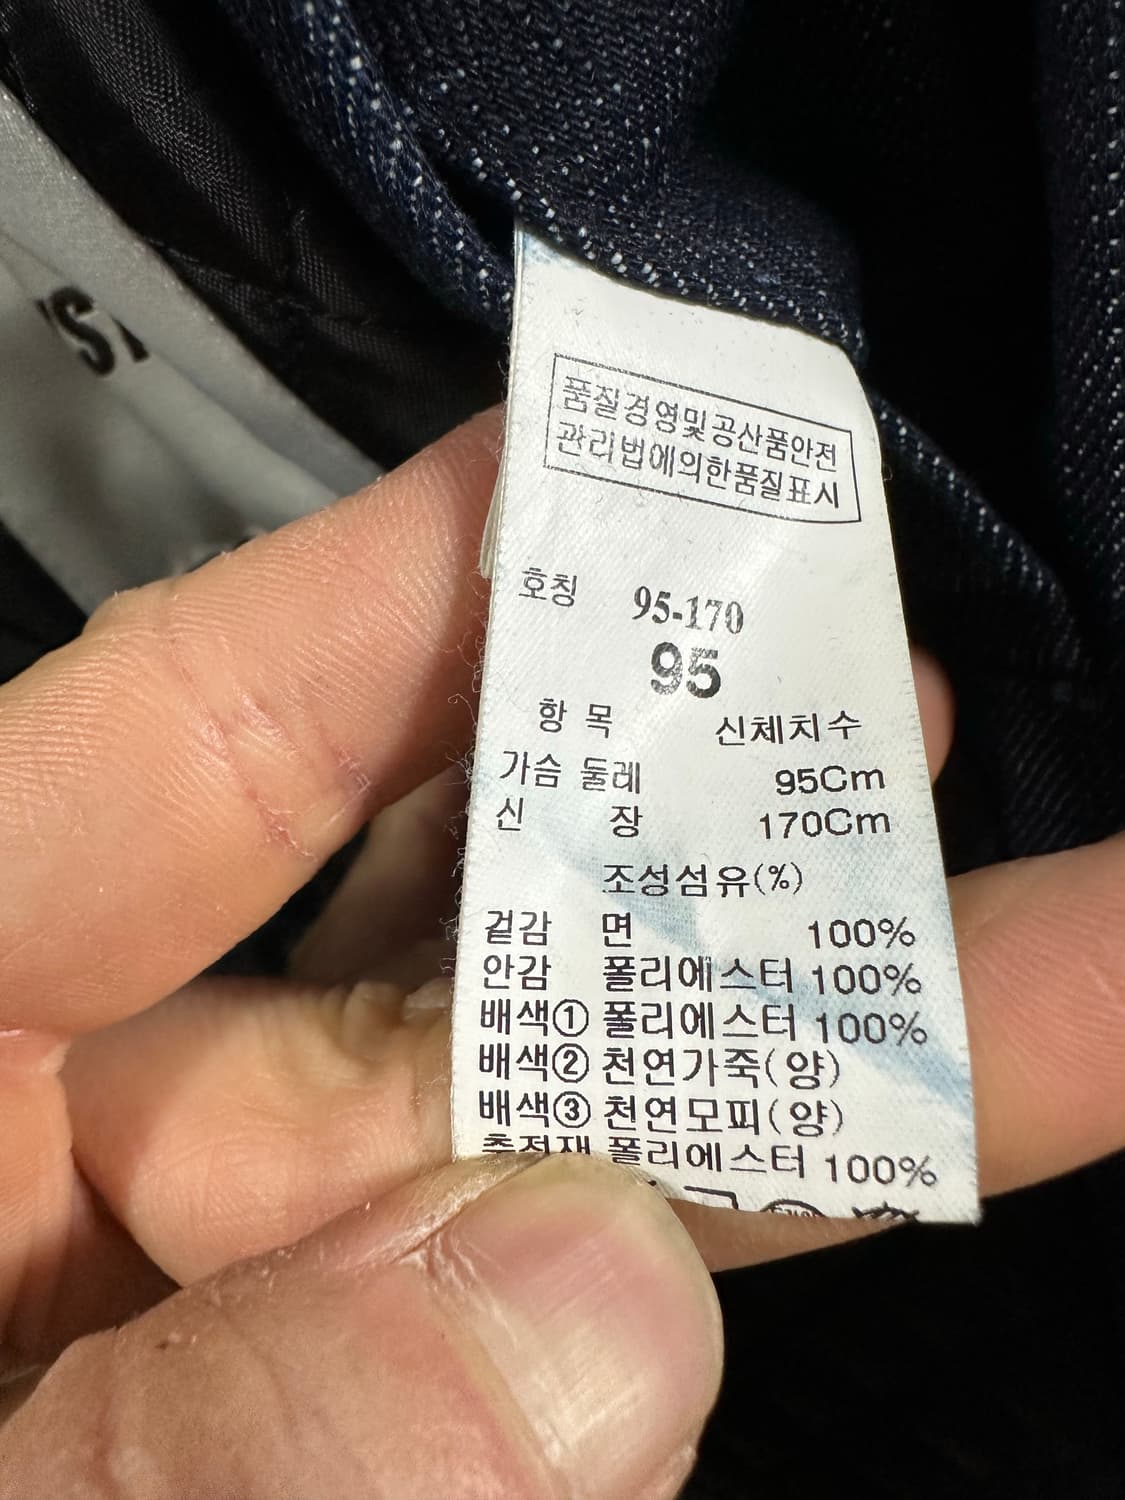 'S
품질경영및공산품안전
관리법에의한품질표시
호칭 95-170
95
항 목 신체치수
가슴 둘레 95Cm
신 장 170Cm
조성섬유(%)
겉감 면 100%
안감 폴리에스터 100%
배색① 폴리에스터 100%
배색② 천연가죽(양)
배색③ 천연모피(양)
충전재 폴리에스터 100%